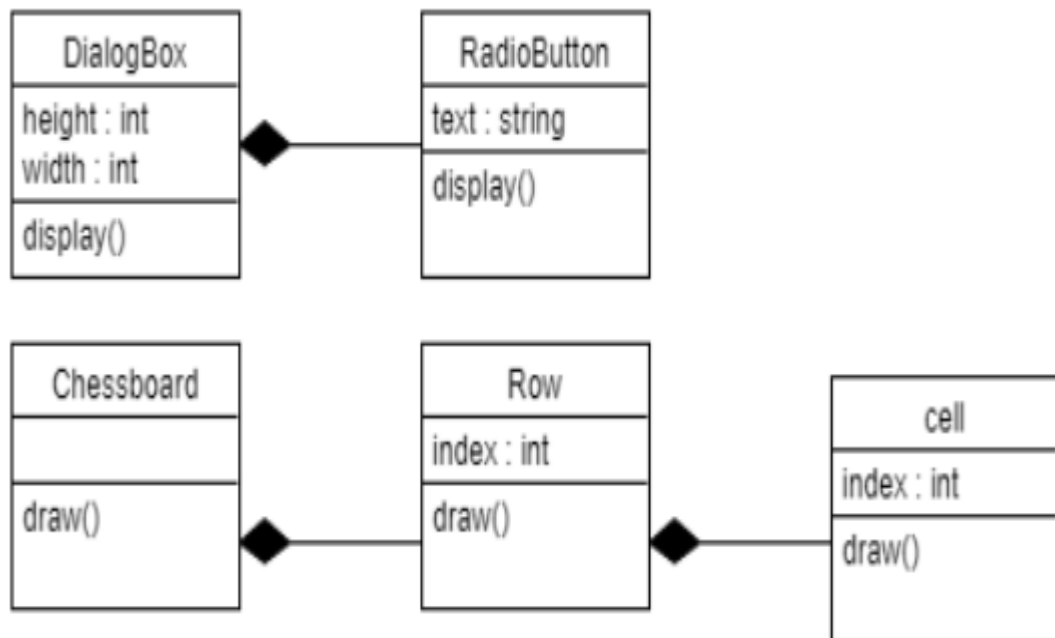 DialogBox
height : int
width : int
display()
RadioButton
text : string
display()
Chessboard
draw()
Row
index : int
draw()
cell
index : int
draw()